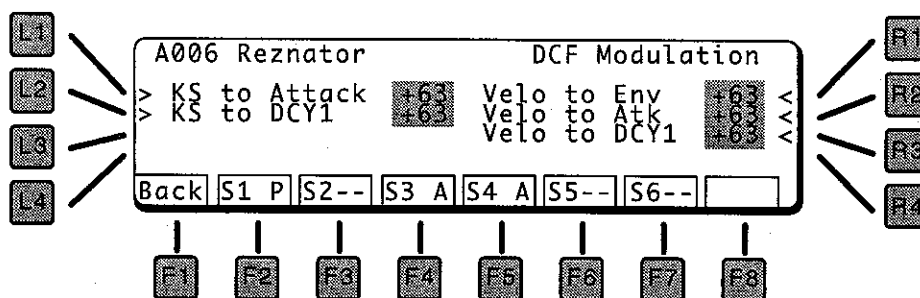 L1 R1
A006 Reznator DCF Modulation
L2 > KS to Attack +63 Velo to Env +63 < R2
> KS to DCY1 +63 Velo to Atk +63 <
L3 Velo to DCY1 +63 < R3
L4 Back S1 P S2-- S3 A S4 A S5-- S6-- R4
F1 F2 F3 F4 F5 F6 F7 F8